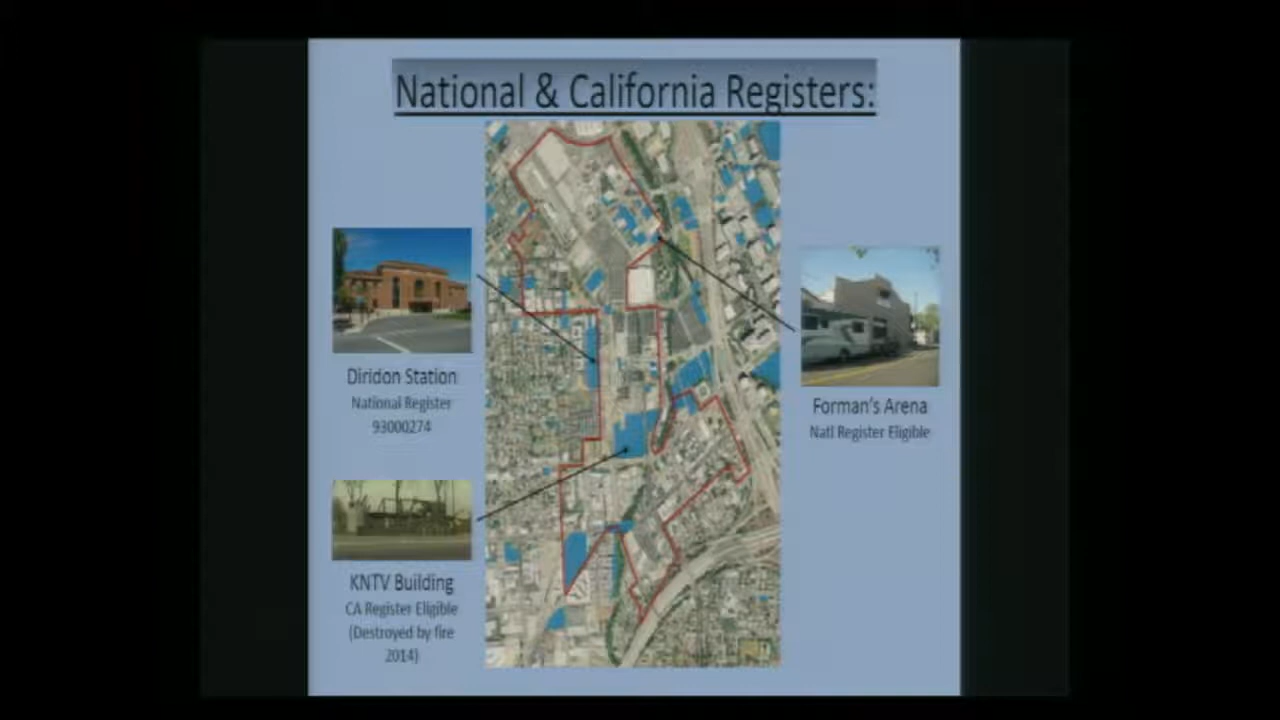 National & California Registers:
Diridon Station
National Register
93000274
KNTV Building
CA Register Eligible
(Destroyed by fire
2014)
Forman's Arena
Natl Register Eligible